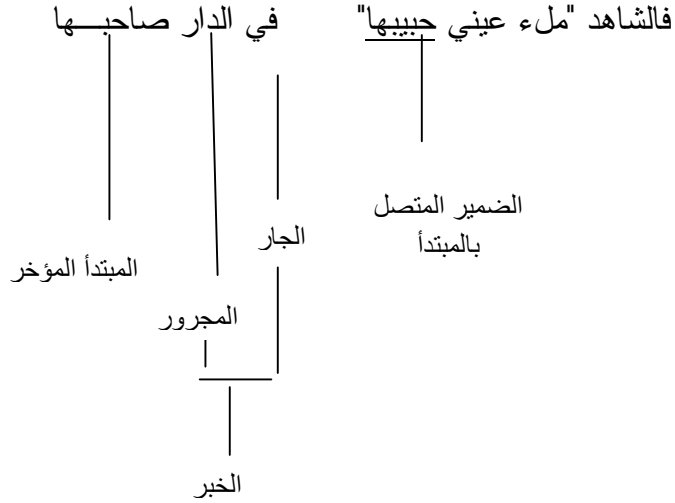 فالشاهد "ملء عيني حبيبها" في الدار صاحبـــها
الضمير المتصل
بالمبتدأ
الجار
المبتدأ المؤخر
المجرور
الخبر